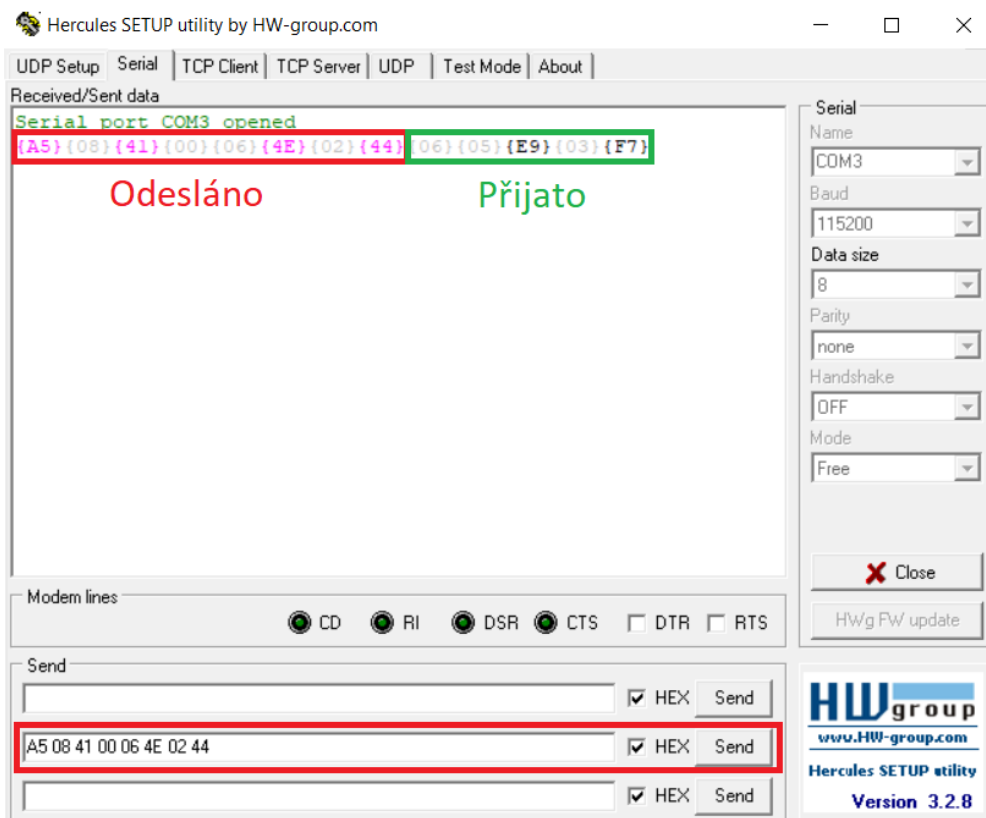 Hercules SETUP utility by HW-group.com
UDP Setup Serial TCP Client TCP Server UDP Test Mode About
Received/Sent data
Serial port COM3 opened
{A5}{08}{41}{00}{06}{4E}{02}{44}{06}{05}{E9}{03}{F7}
Odesláno
Přijato
Serial
Name
COM3
Baud
115200
Data size
8
Parity
none
Handshake
OFF
Mode
Free
Close
HWg FW update
Modem lines
CD RI DSR CTS DTR RTS
Send
HEX Send
A5 08 41 00 06 4E 02 44 HEX Send
HEX Send
HWgroup
www.HW-group.com
Hercules SETUP utility
Version 3.2.8